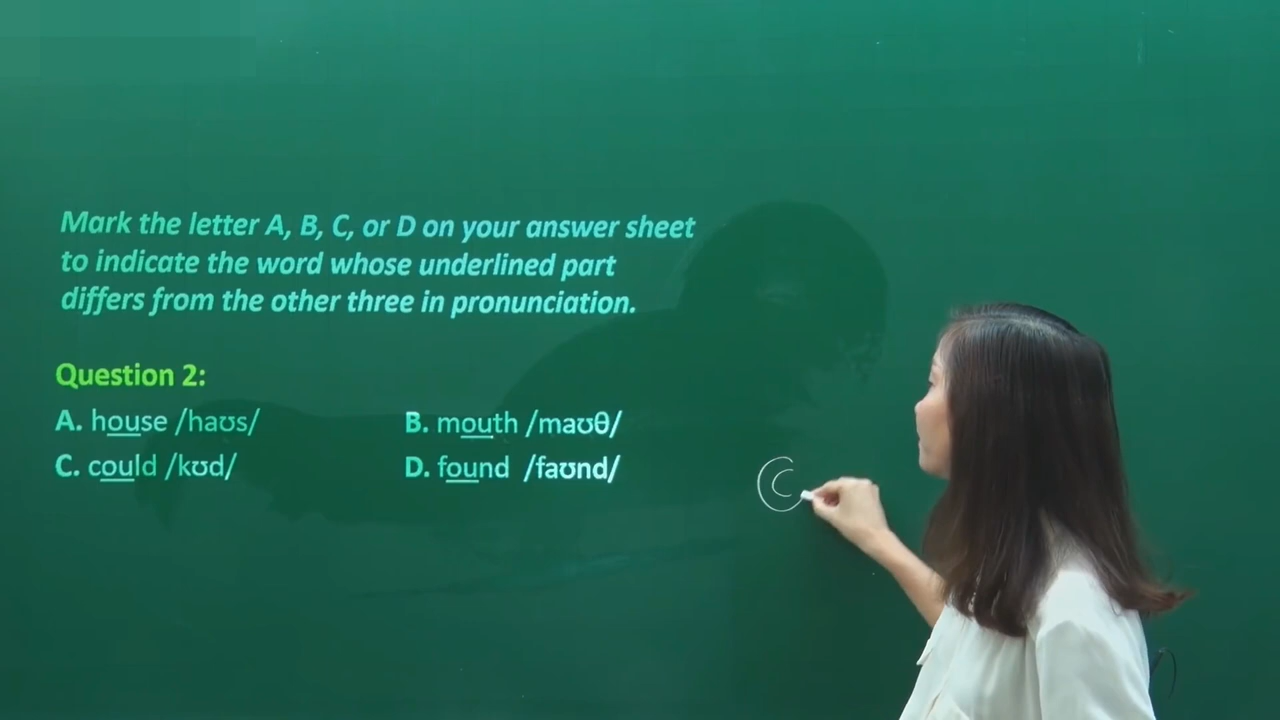 Mark the letter A, B, C, or D on your answer sheet
to indicate the word whose underlined part
differs from the other three in pronunciation.
Question 2:
A. house /haʊs/ B. mouth /maʊθ/
C. could /kʊd/ D. found /faʊnd/
C